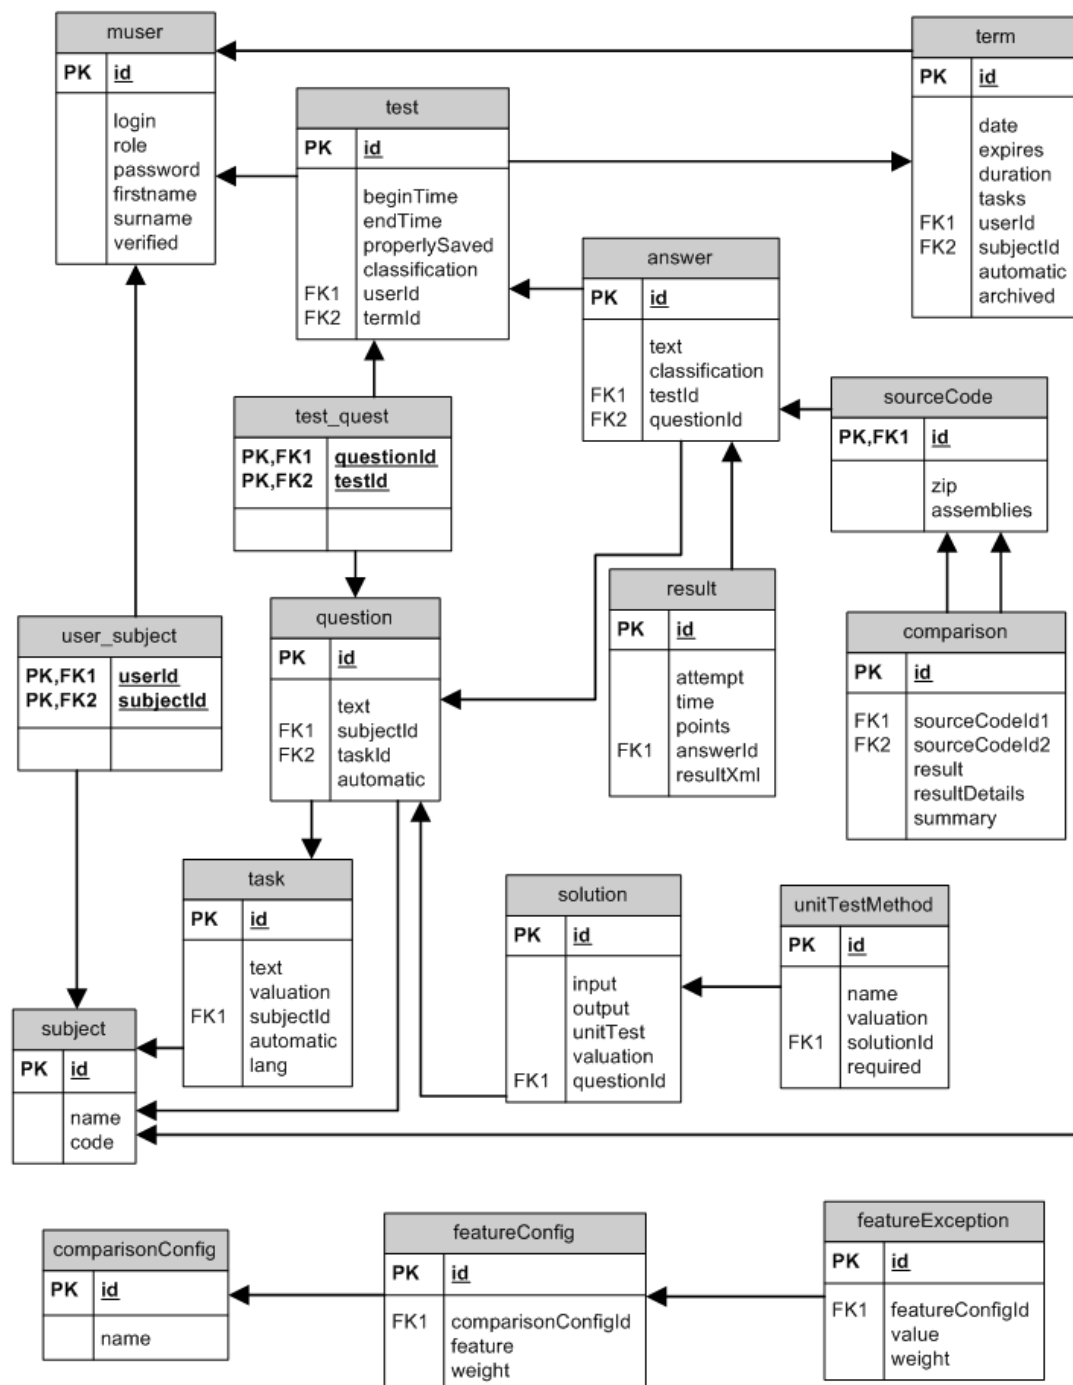 muser
PK id
login
role
password
firstname
surname
verified
term
PK id
date
expires
duration
tasks
FK1 userId
FK2 subjectId
automatic
archived
test
PK id
beginTime
endTime
properlySaved
classification
FK1 userId
FK2 termId
answer
PK id
text
classification
FK1 testId
FK2 questionId
sourceCode
PK,FK1 id
zip
assemblies
test_quest
PK,FK1 questionId
PK,FK2 testId
user_subject
PK,FK1 userId
PK,FK2 subjectId
question
PK id
text
FK1 subjectId
FK2 taskId
automatic
result
PK id
attempt
time
points
FK1 answerId
resultXml
comparison
PK id
FK1 sourceCodeId1
FK2 sourceCodeId2
result
resultDetails
summary
task
PK id
text
valuation
FK1 subjectId
automatic
lang
solution
PK id
input
output
unitTest
valuation
FK1 questionId
unitTestMethod
PK id
name
valuation
FK1 solutionId
required
subject
PK id
name
code
comparisonConfig
PK id
name
featureConfig
PK id
FK1 comparisonConfigId
feature
weight
featureException
PK id
FK1 featureConfigId
value
weight